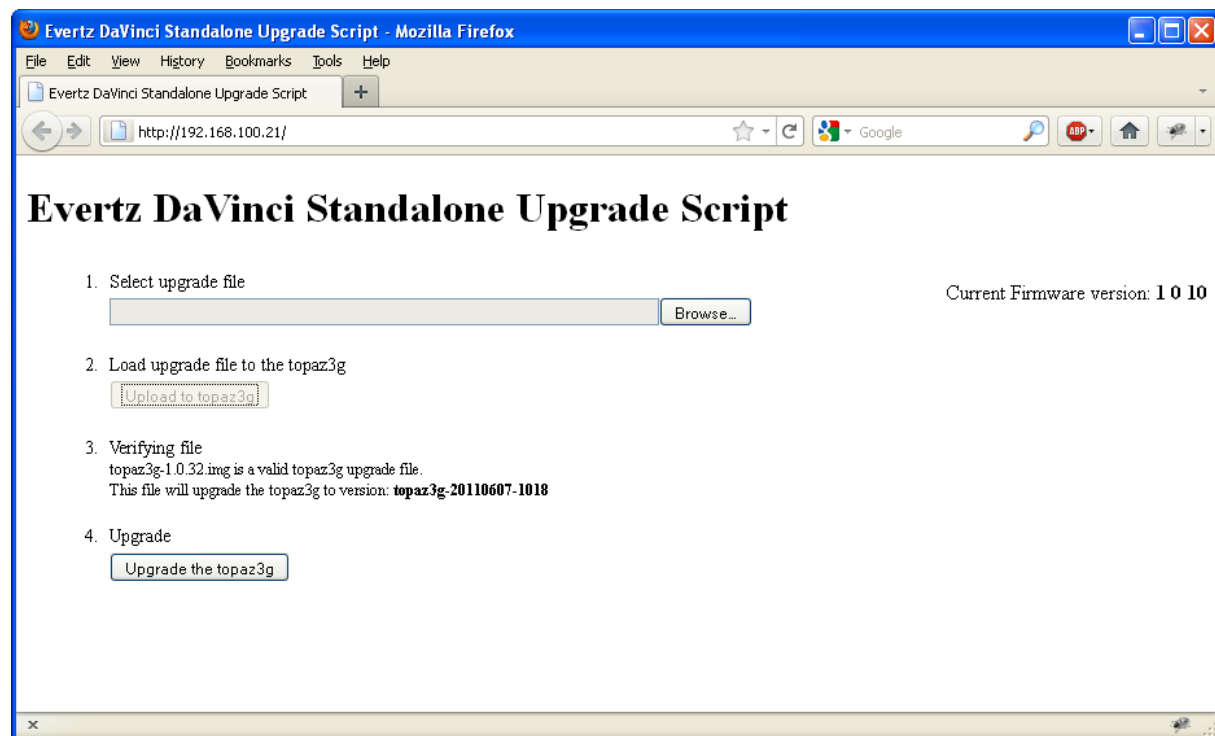 Evertz DaVinci Standalone Upgrade Script - Mozilla Firefox
File Edit View History Bookmarks Tools Help
Evertz DaVinci Standalone Upgrade Script +
http://192.168.100.21/ Google ABP
Evertz DaVinci Standalone Upgrade Script
1. Select upgrade file
Current Firmware version: 1 0 10
Browse...
2. Load upgrade file to the topaz3g
Upload to topaz3g
3. Verifying file
topaz3g-1.0.32.img is a valid topaz3g upgrade file.
This file will upgrade the topaz3g to version: topaz3g-20110607-1018
4. Upgrade
Upgrade the topaz3g
x